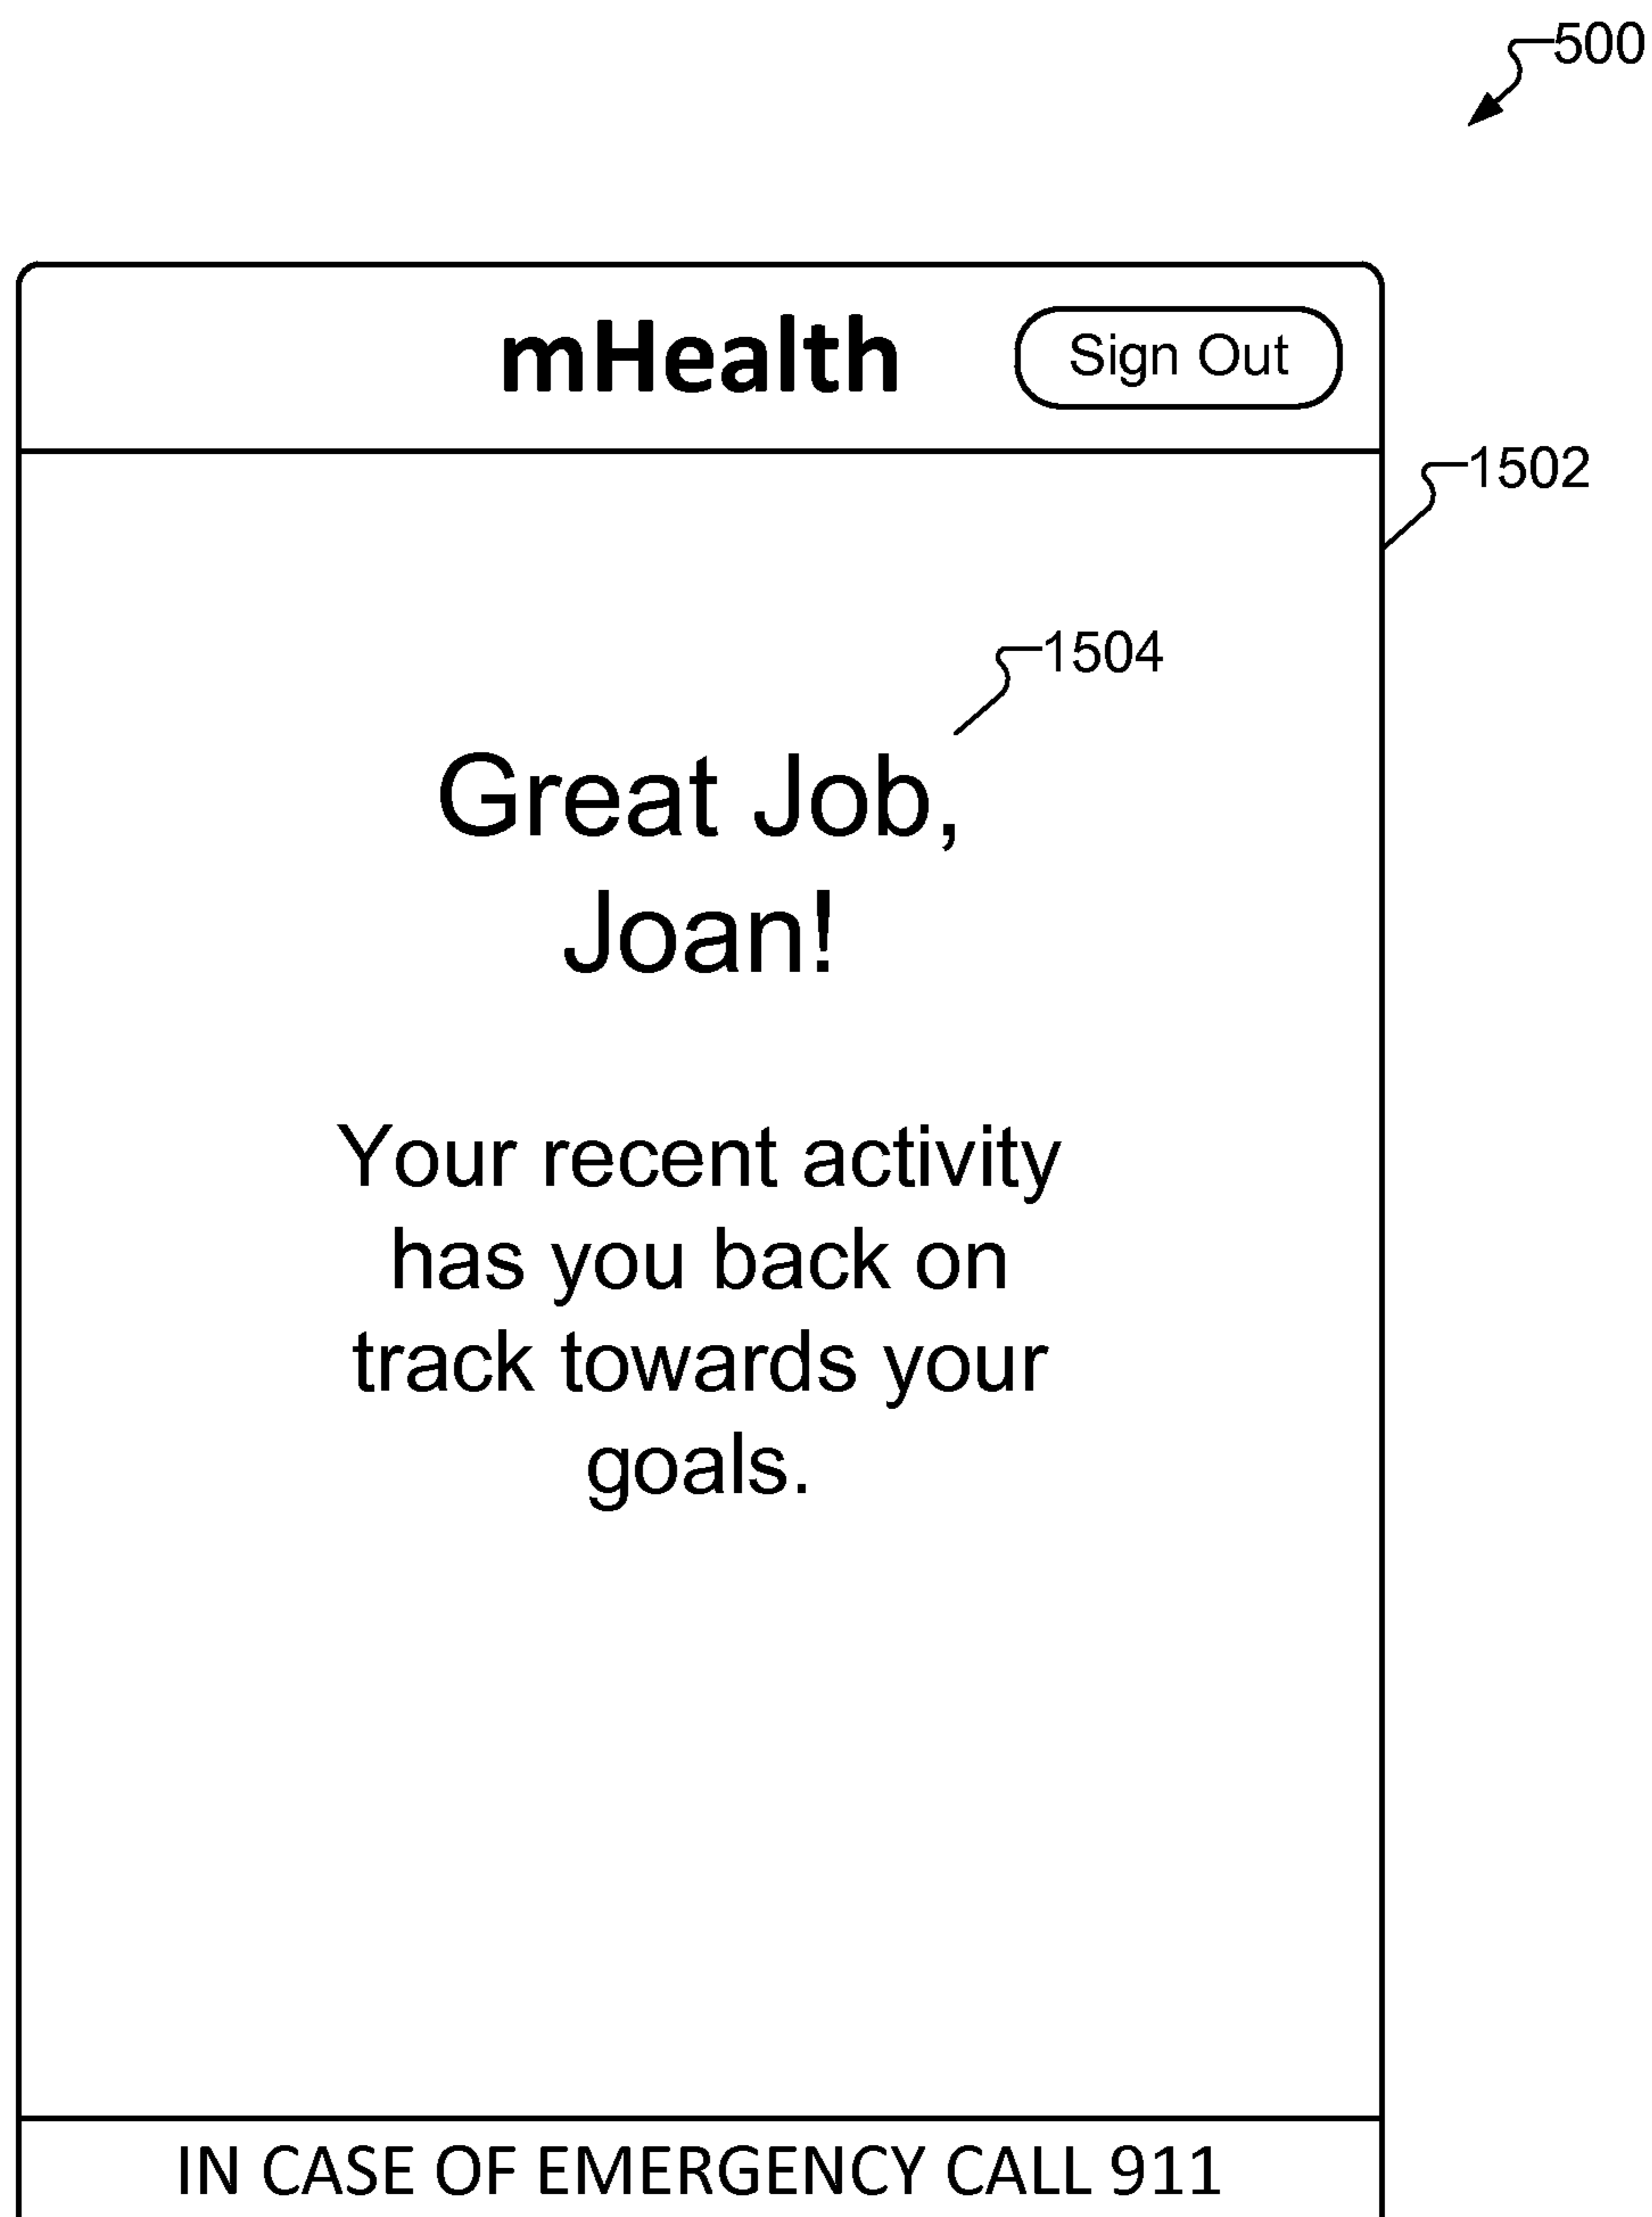 500
mHealth
Sign Out
1502
1504
Great Job,
Joan!
Your recent activity
has you back on
track towards your
goals.
IN CASE OF EMERGENCY CALL 911